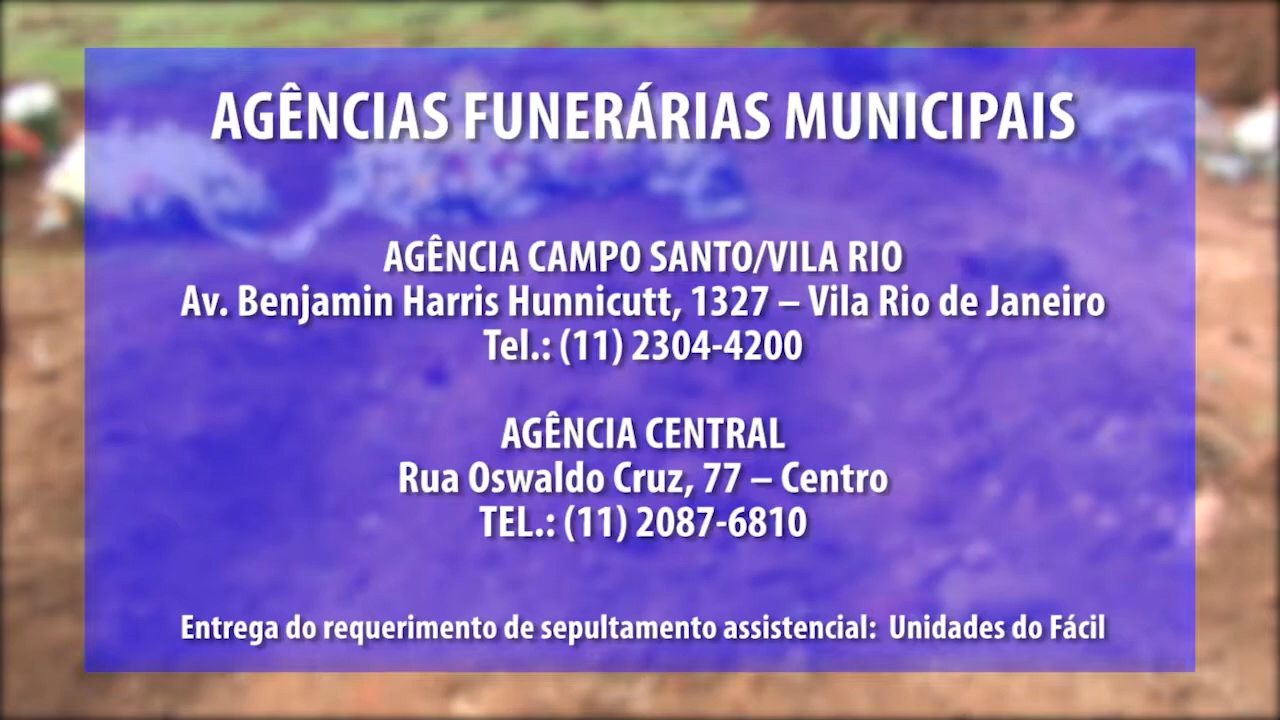 AGÊNCIAS FUNERÁRIAS MUNICIPAIS
AGÊNCIA CAMPO SANTO/VILA RIO
Av. Benjamin Harris Hunnicutt, 1327 – Vila Rio de Janeiro
Tel.: (11) 2304-4200
AGÊNCIA CENTRAL
Rua Oswaldo Cruz, 77 – Centro
TEL.: (11) 2087-6810
Entrega do requerimento de sepultamento assistencial: Unidades do Fácil